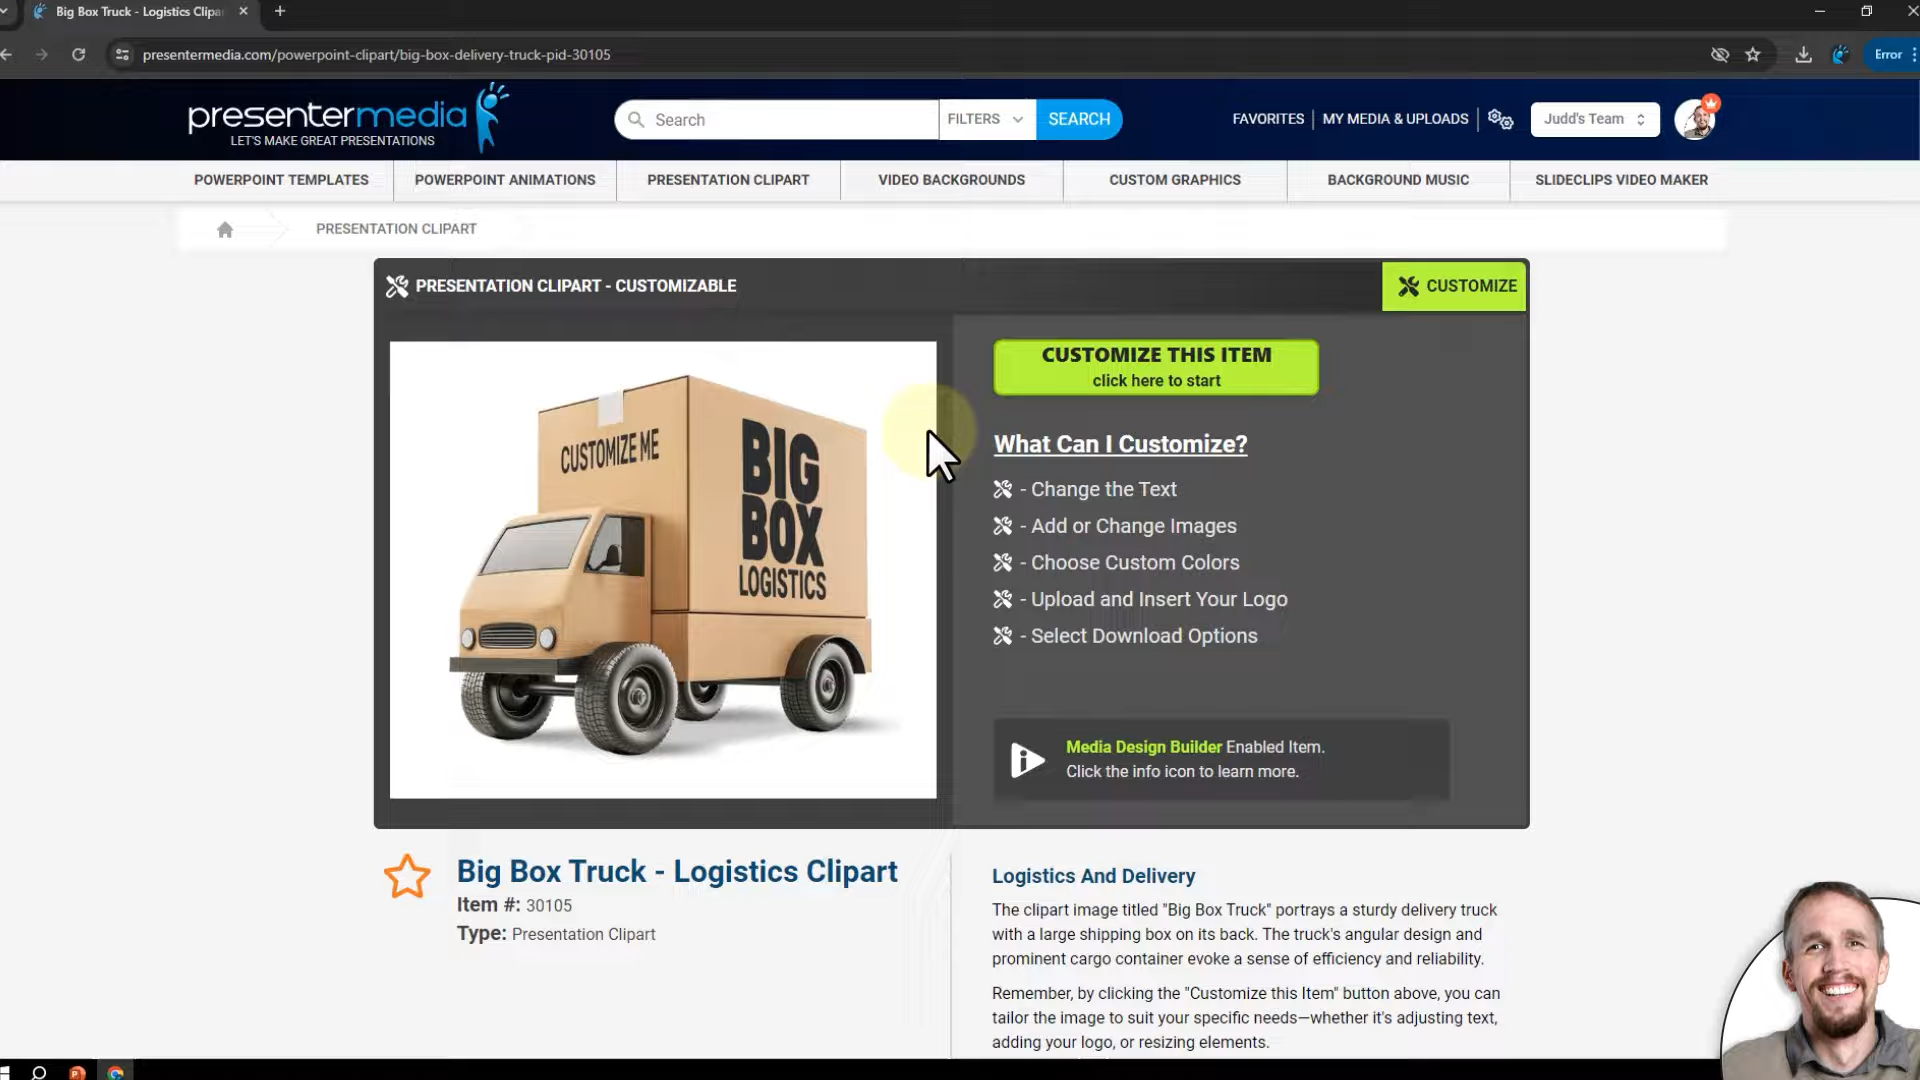 Big Box Truck - Logistics Clipa
presentermedia.com/powerpoint-clipart/big-box-delivery-truck-pid-30105
Error
presentermedia
LET'S MAKE GREAT PRESENTATIONS
Search
FILTERS
SEARCH
FAVORITES
MY MEDIA & UPLOADS
Judd's Team
POWERPOINT TEMPLATES
POWERPOINT ANIMATIONS
PRESENTATION CLIPART
VIDEO BACKGROUNDS
CUSTOM GRAPHICS
BACKGROUND MUSIC
SLIDECLIPS VIDEO MAKER
PRESENTATION CLIPART
PRESENTATION CLIPART - CUSTOMIZABLE
CUSTOMIZE
CUSTOMIZE ME
BIG
BOX
LOGISTICS
CUSTOMIZE THIS ITEM
click here to start
What Can I Customize?
- Change the Text
- Add or Change Images
- Choose Custom Colors
- Upload and Insert Your Logo
- Select Download Options
Media Design Builder Enabled Item.
Click the info icon to learn more.
Big Box Truck - Logistics Clipart
Item #: 30105
Type: Presentation Clipart
Logistics And Delivery
The clipart image titled "Big Box Truck" portrays a sturdy delivery truck
with a large shipping box on its back. The truck's angular design and
prominent cargo container evoke a sense of efficiency and reliability.
Remember, by clicking the "Customize this Item" button above, you can
tailor the image to suit your specific needs—whether it's adjusting text,
adding your logo, or resizing elements.